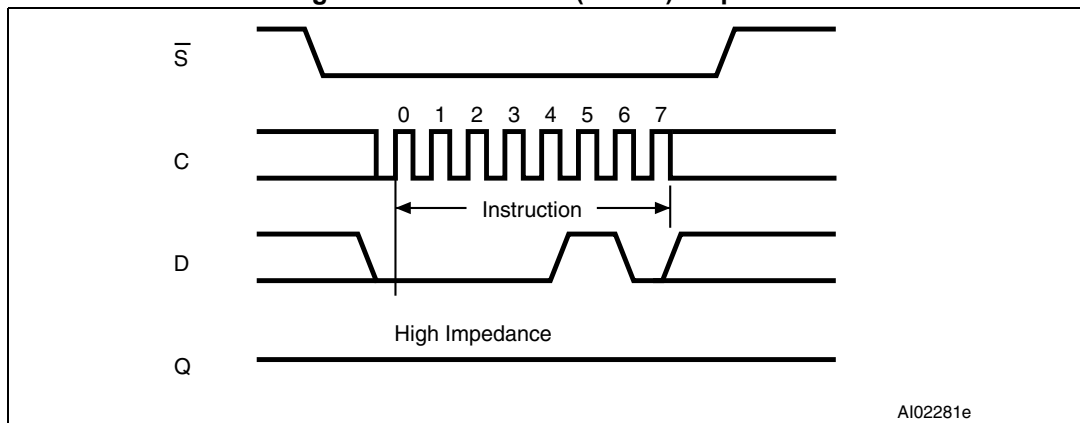 S̅
0 1 2 3 4 5 6 7
C
Instruction
D
High Impedance
Q
AI02281e